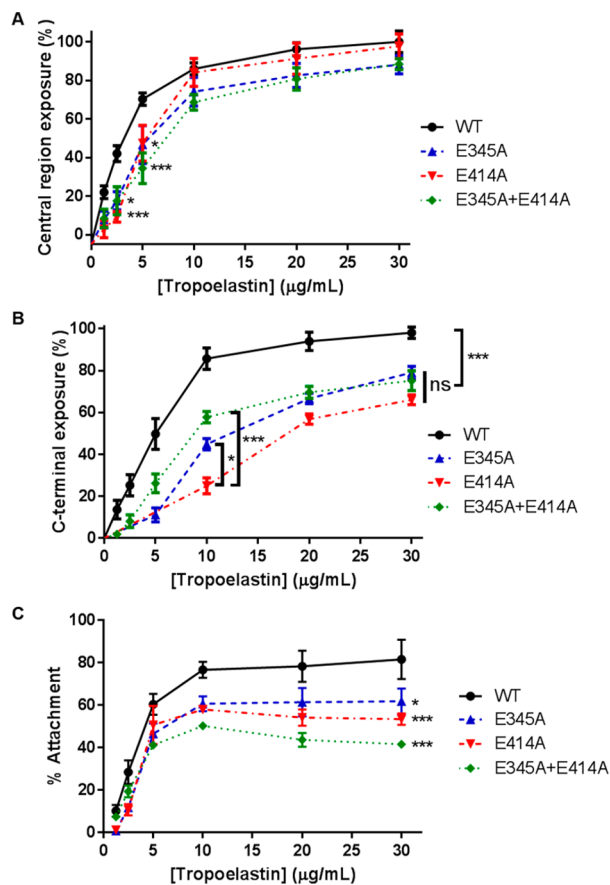 A
Central region exposure (%)
100
80
60
40
20
0
*
***
*
***
0 5 10 15 20 25 30
[Tropoelastin] (μg/mL)
WT
E345A
E414A
E345A+E414A
B
C-terminal exposure (%)
100
80
60
40
20
0
***
ns
***
*
0 5 10 15 20 25 30
[Tropoelastin] (μg/mL)
WT
E345A
E414A
E345A+E414A
C
% Attachment
100
80
60
40
20
0
*
***
***
0 5 10 15 20 25 30
[Tropoelastin] (μg/mL)
WT
E345A
E414A
E345A+E414A